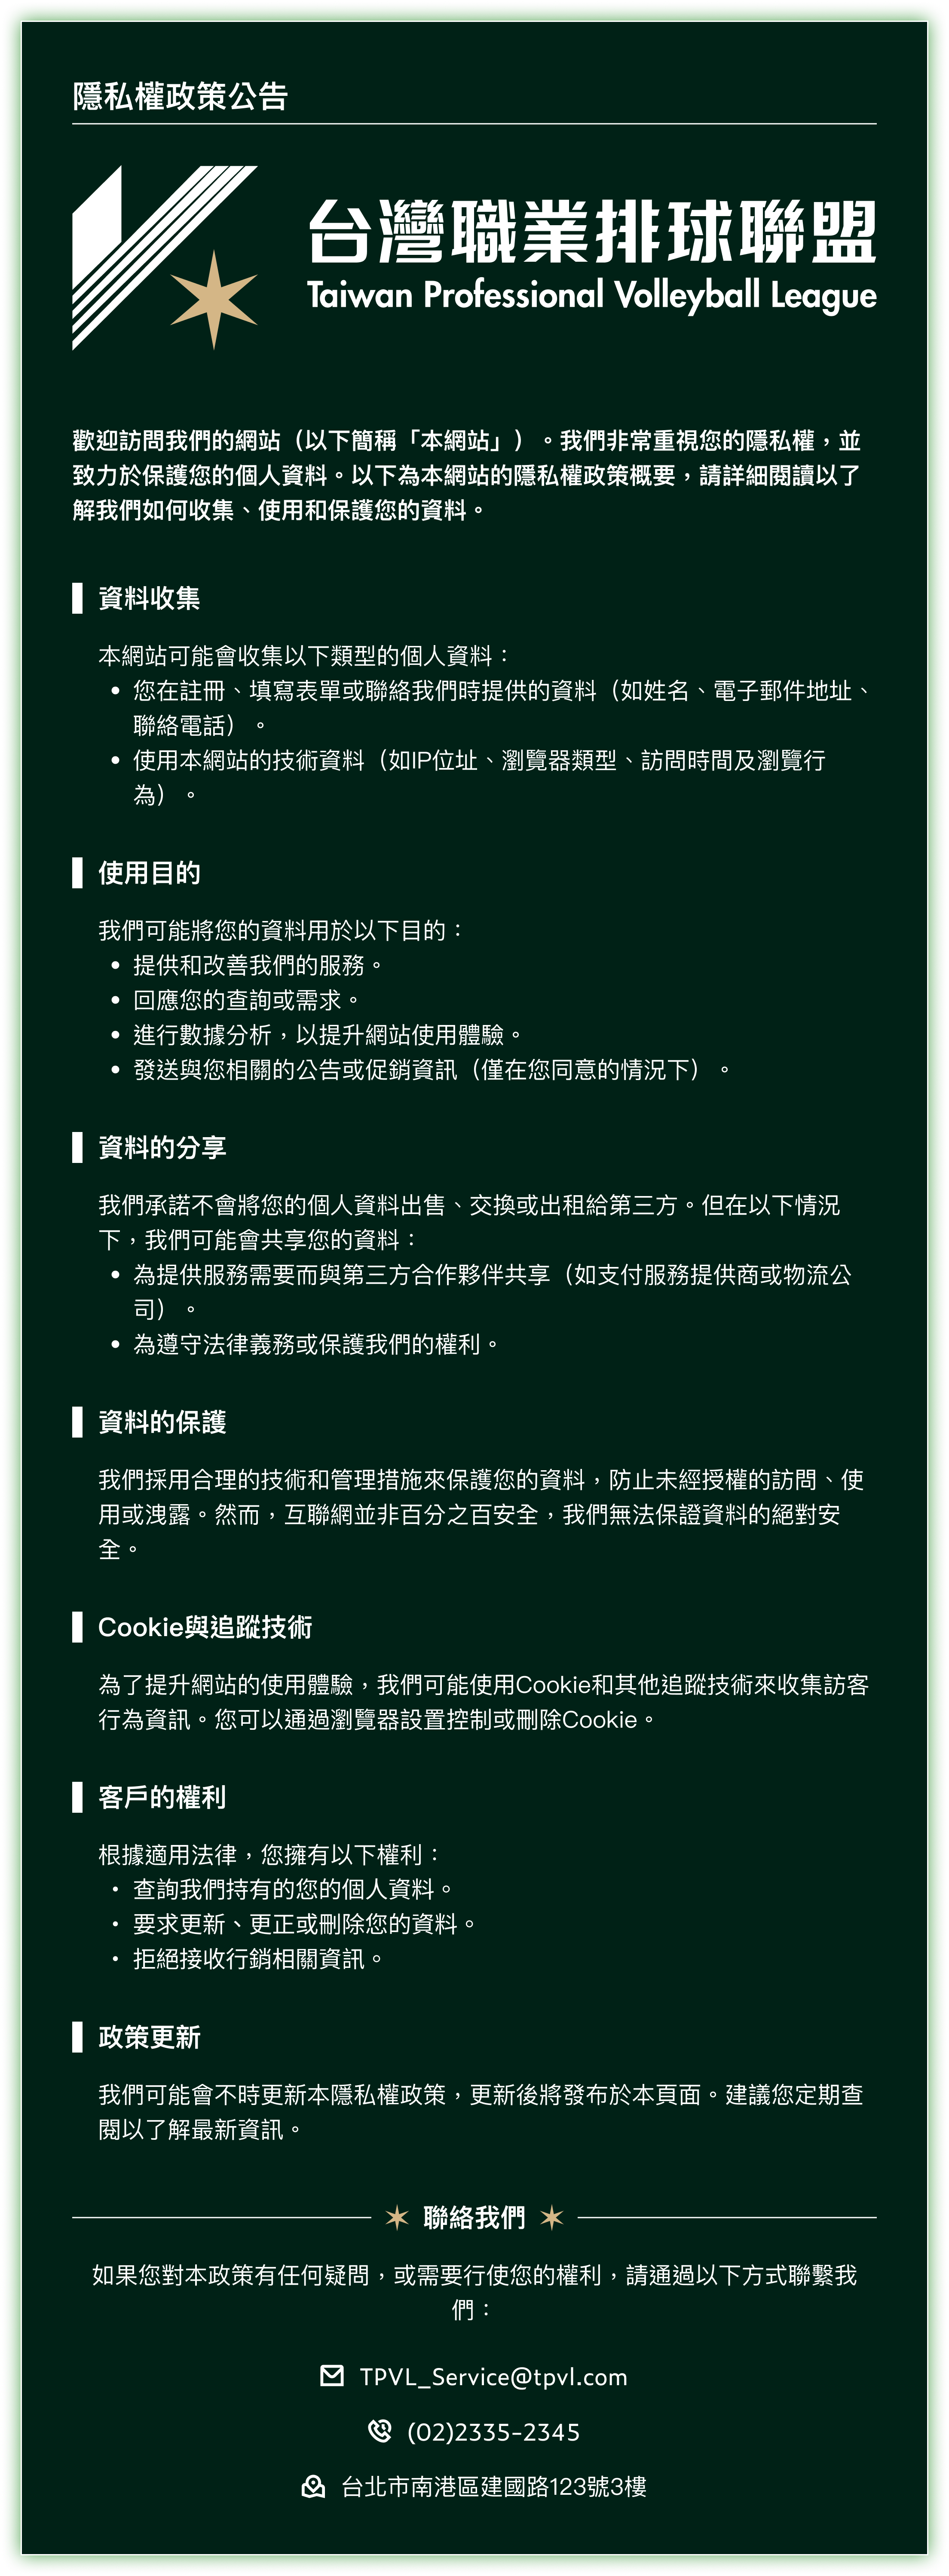 隱私權政策公告
台灣職業排球聯盟
Taiwan Professional Volleyball League
歡迎訪問我們的網站（以下簡稱「本網站」）。我們非常重視您的隱私權，並
致力於保護您的個人資料。以下為本網站的隱私權政策概要，請詳細閱讀以了
解我們如何收集、使用和保護您的資料。
資料收集
本網站可能會收集以下類型的個人資料：
• 您在註冊、填寫表單或聯絡我們時提供的資料（如姓名、電子郵件地址、
聯絡電話）。
• 使用本網站的技術資料（如IP位址、瀏覽器類型、訪問時間及瀏覽行
為）。
使用目的
我們可能將您的資料用於以下目的：
• 提供和改善我們的服務。
• 回應您的查詢或需求。
• 進行數據分析，以提升網站使用體驗。
• 發送與您相關的公告或促銷資訊（僅在您同意的情況下）。
資料的分享
我們承諾不會將您的個人資料出售、交換或出租給第三方。但在以下情況
下，我們可能會共享您的資料：
• 為提供服務需要而與第三方合作夥伴共享（如支付服務提供商或物流公
司）。
• 為遵守法律義務或保護我們的權利。
資料的保護
我們採用合理的技術和管理措施來保護您的資料，防止未經授權的訪問、使
用或洩露。然而，互聯網並非百分之百安全，我們無法保證資料的絕對安
全。
Cookie與追蹤技術
為了提升網站的使用體驗，我們可能使用Cookie和其他追蹤技術來收集訪客
行為資訊。您可以通過瀏覽器設置控制或刪除Cookie。
客戶的權利
根據適用法律，您擁有以下權利：
• 查詢我們持有的您的個人資料。
• 要求更新、更正或刪除您的資料。
• 拒絕接收行銷相關資訊。
政策更新
我們可能會不時更新本隱私權政策，更新後將發布於本頁面。建議您定期查
閱以了解最新資訊。
聯絡我們
如果您對本政策有任何疑問，或需要行使您的權利，請通過以下方式聯繫我
們：
TPVL_Service@tpvl.com
(02)2335-2345
台北市南港區建國路123號3樓